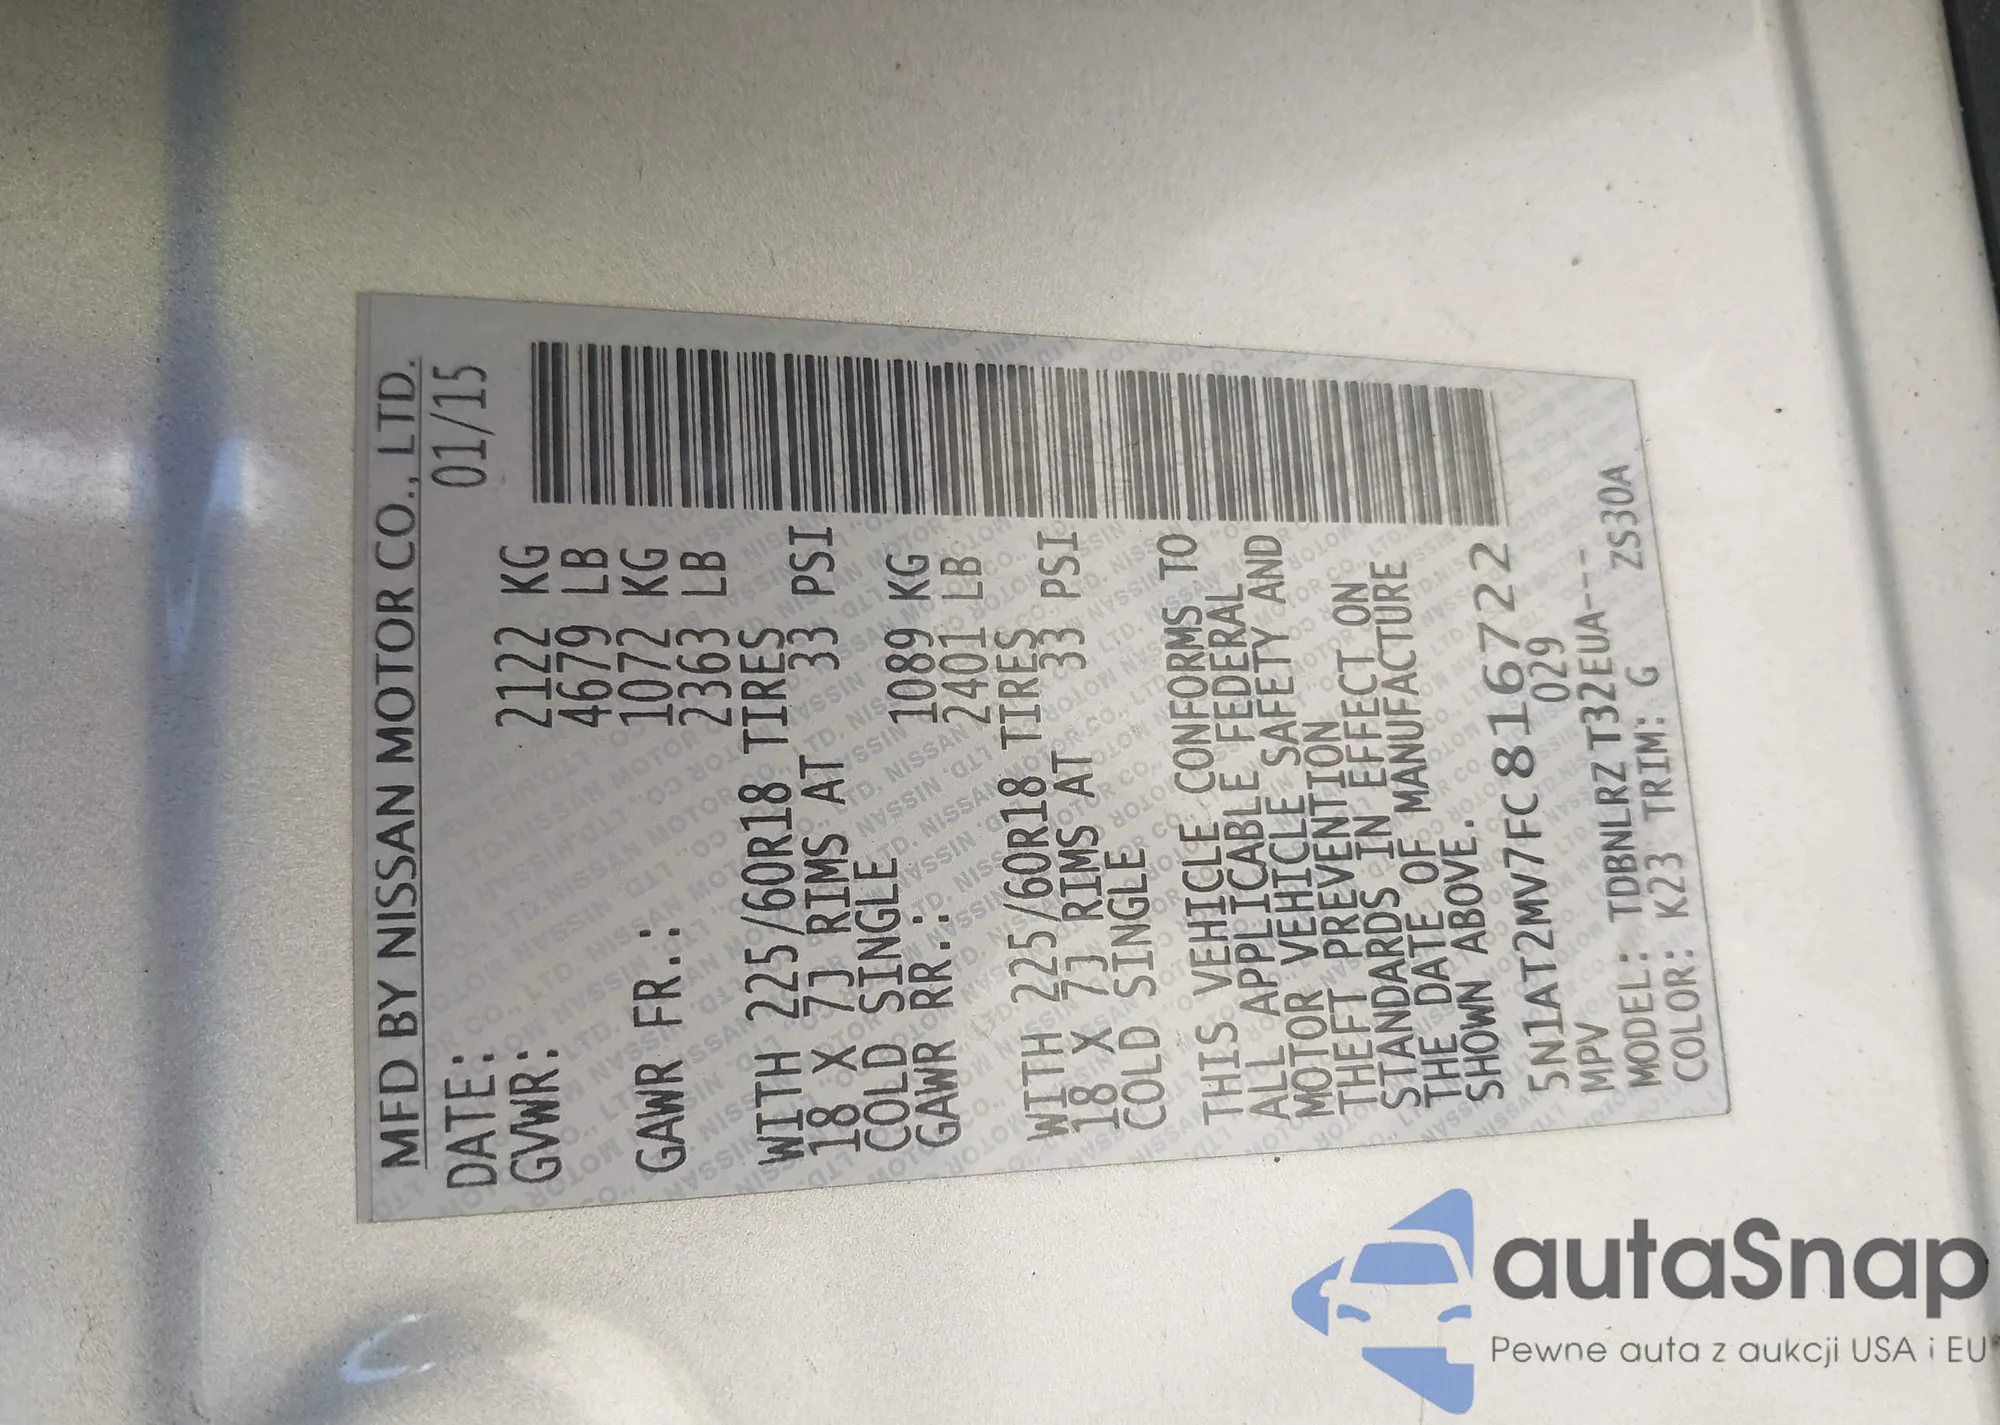 MFD BY NISSAN MOTOR CO., LTD.
DATE: 01/15
GVWR: 2122 KG
4679 LB
GAWR FR.: 1072 KG
2363 LB
WITH 225/60R18 TIRES
18 X 7J RIMS AT 33 PSI
COLD SINGLE
GAWR RR.: 1089 KG
2401 LB
WITH 225/60R18 TIRES
18 X 7J RIMS AT 33 PSI
COLD SINGLE
THIS VEHICLE CONFORMS TO
ALL APPLICABLE FEDERAL
MOTOR VEHICLE SAFETY AND
THEFT PREVENTION
STANDARDS IN EFFECT ON
THE DATE OF MANUFACTURE
SHOWN ABOVE.
5N1AT2MV7FC816722
MPV 029
MODEL: TDBNLRZT32EUA---
COLOR: K23 TRIM: G ZS30A
autaSnap
Pewne auta z aukcji USA i EU